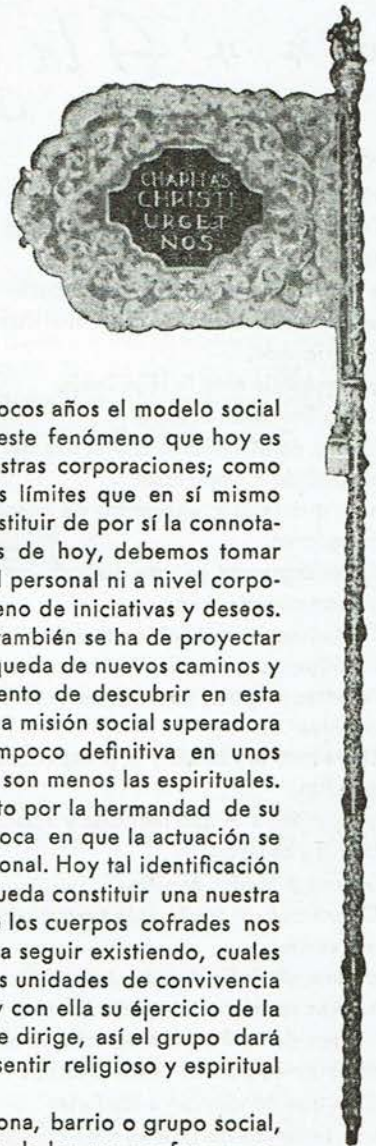 CHARITAS
CHRISTI
URGET
NOS
ocos años el modelo social
este fenómeno que hoy es
stras corporaciones; como
s límites que en sí mismo
stituir de por sí la connota-
s de hoy, debemos tomar
l personal ni a nivel corpo-
eno de iniciativas y deseos.
también se ha de proyectar
queda de nuevos caminos y
ento de descubrir en esta
a misión social superadora
mpoco definitiva en unos
son menos las espirituales.
to por la hermandad de su
oca en que la actuación se
onal. Hoy tal identificación
ueda constituir una nuestra
los cuerpos cofrades nos
a seguir existiendo, cuales
s unidades de convivencia
y con ella su éjercicio de la
e dirige, así el grupo dará
sentir religioso y espiritual
ona, barrio o grupo social,